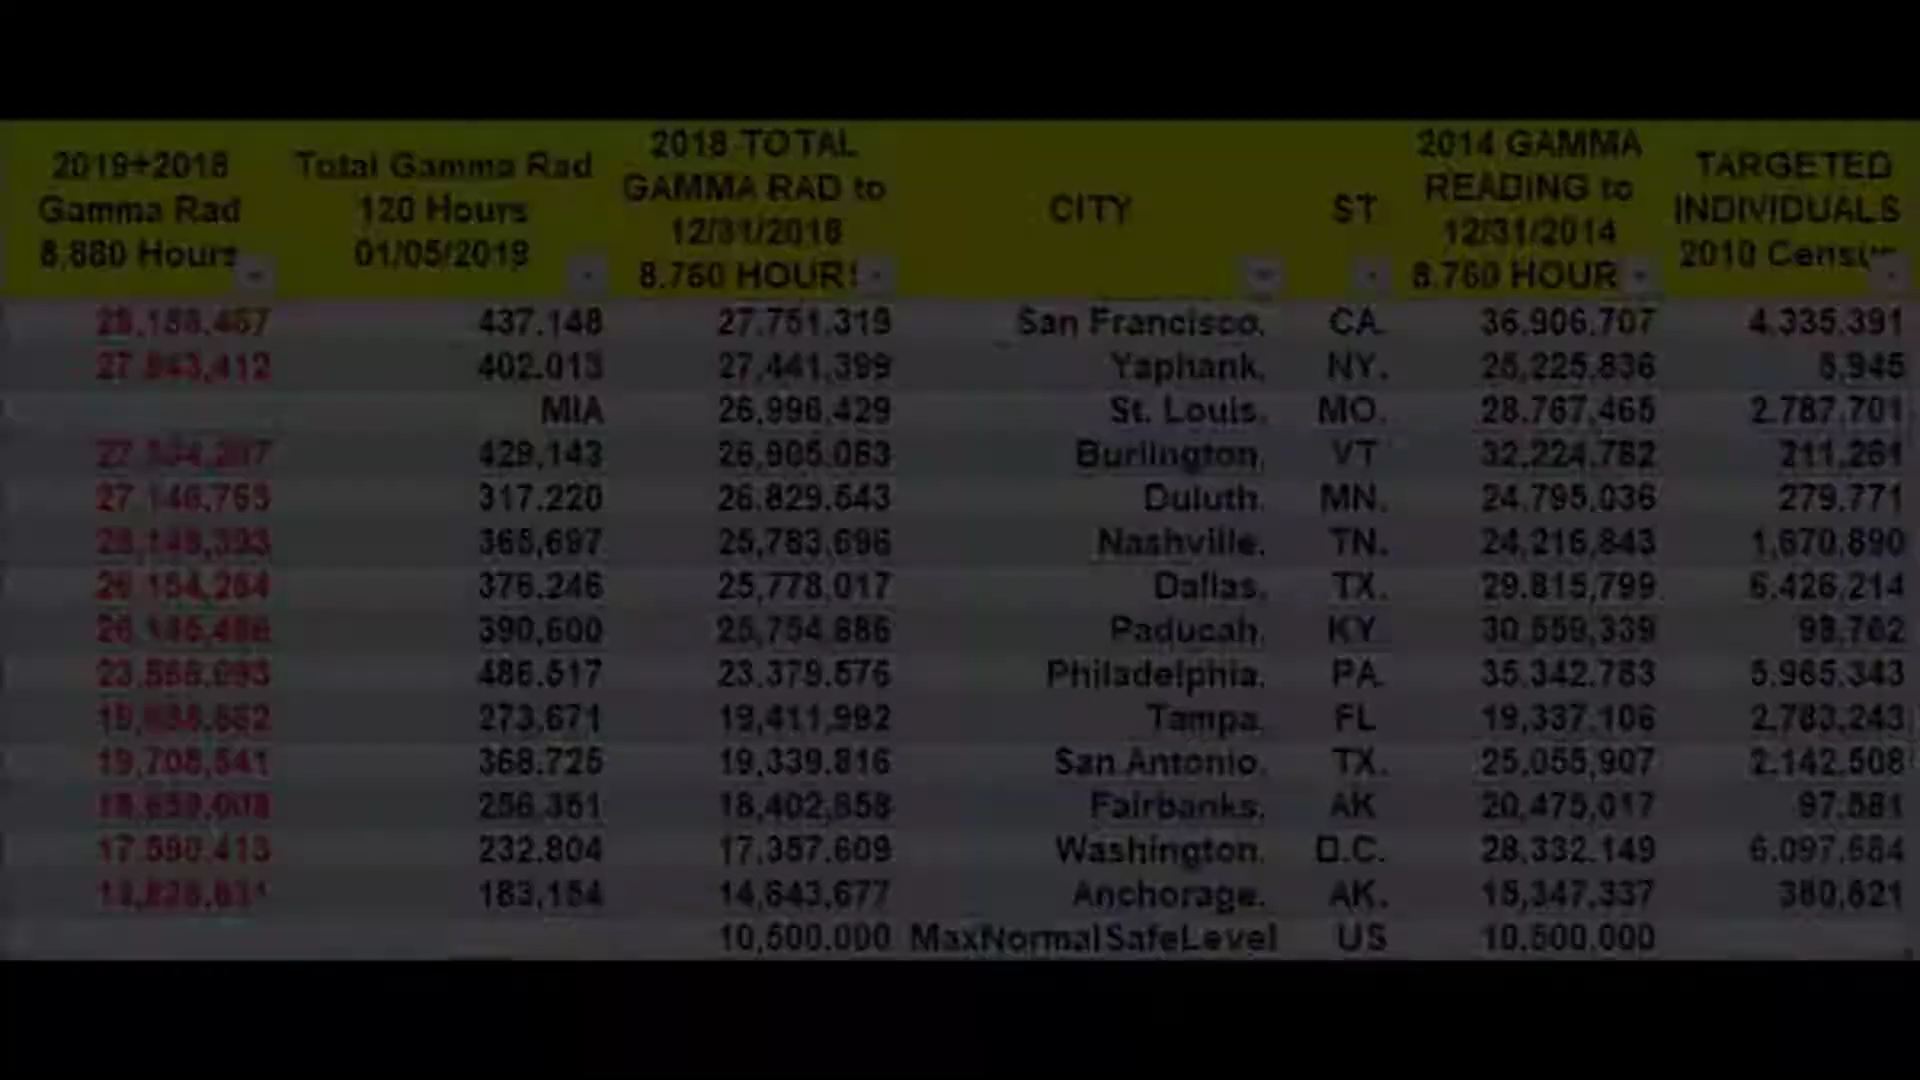 2019+2018 Gamma Rad 8,880 Hours Total Gamma Rad 120 Hours 01/05/2019 2018 TOTAL GAMMA RAD to 12/31/2018 8.760 HOUR CITY ST 2014 GAMMA READING to 12/31/2014 8.760 HOUR TARGETED INDIVIDUALS 2010 Census
437.148 27.751.319 San Francisco. CA. 36.906.707 4.335.391
402.013 27,441,399 Yaphank. NY. 25,225.836 5.945
MIA 26,996,429 St. Louis. MO. 28.767,465 2.787.701
429,143 26,905.063 Burlington. VT 32,224,782 211,261
27,146,763 317.220 26.829.543 Duluth. MN. 24.795,036 279.771
365,697 25,783,696 Nashville. TN. 24,216,843 1,670,890
26,154,264 376.246 25,778.017 Dallas. TX. 29.815,799 6.426.214
390,600 25,754,886 Paducah. KY. 30,559,339 98,762
486.517 23.379.576 Philadelphia. PA. 35.342.783 5.965.343
273,671 19,411,992 Tampa. FL 19,337,106 2,783,243
19,708,541 368.725 19,339.816 San Antonio. TX. 25,055,907 2.142.508
256,351 18,402,658 Fairbanks. AK 20,475,017 97,581
17,590,413 232.804 17,357.609 Washington. D.C. 28,332,149 6.097.684
183,154 14,643,677 Anchorage. AK. 15,347,337 380,821
10,500.000 MaxNormalSafeLevel US 10.500.000